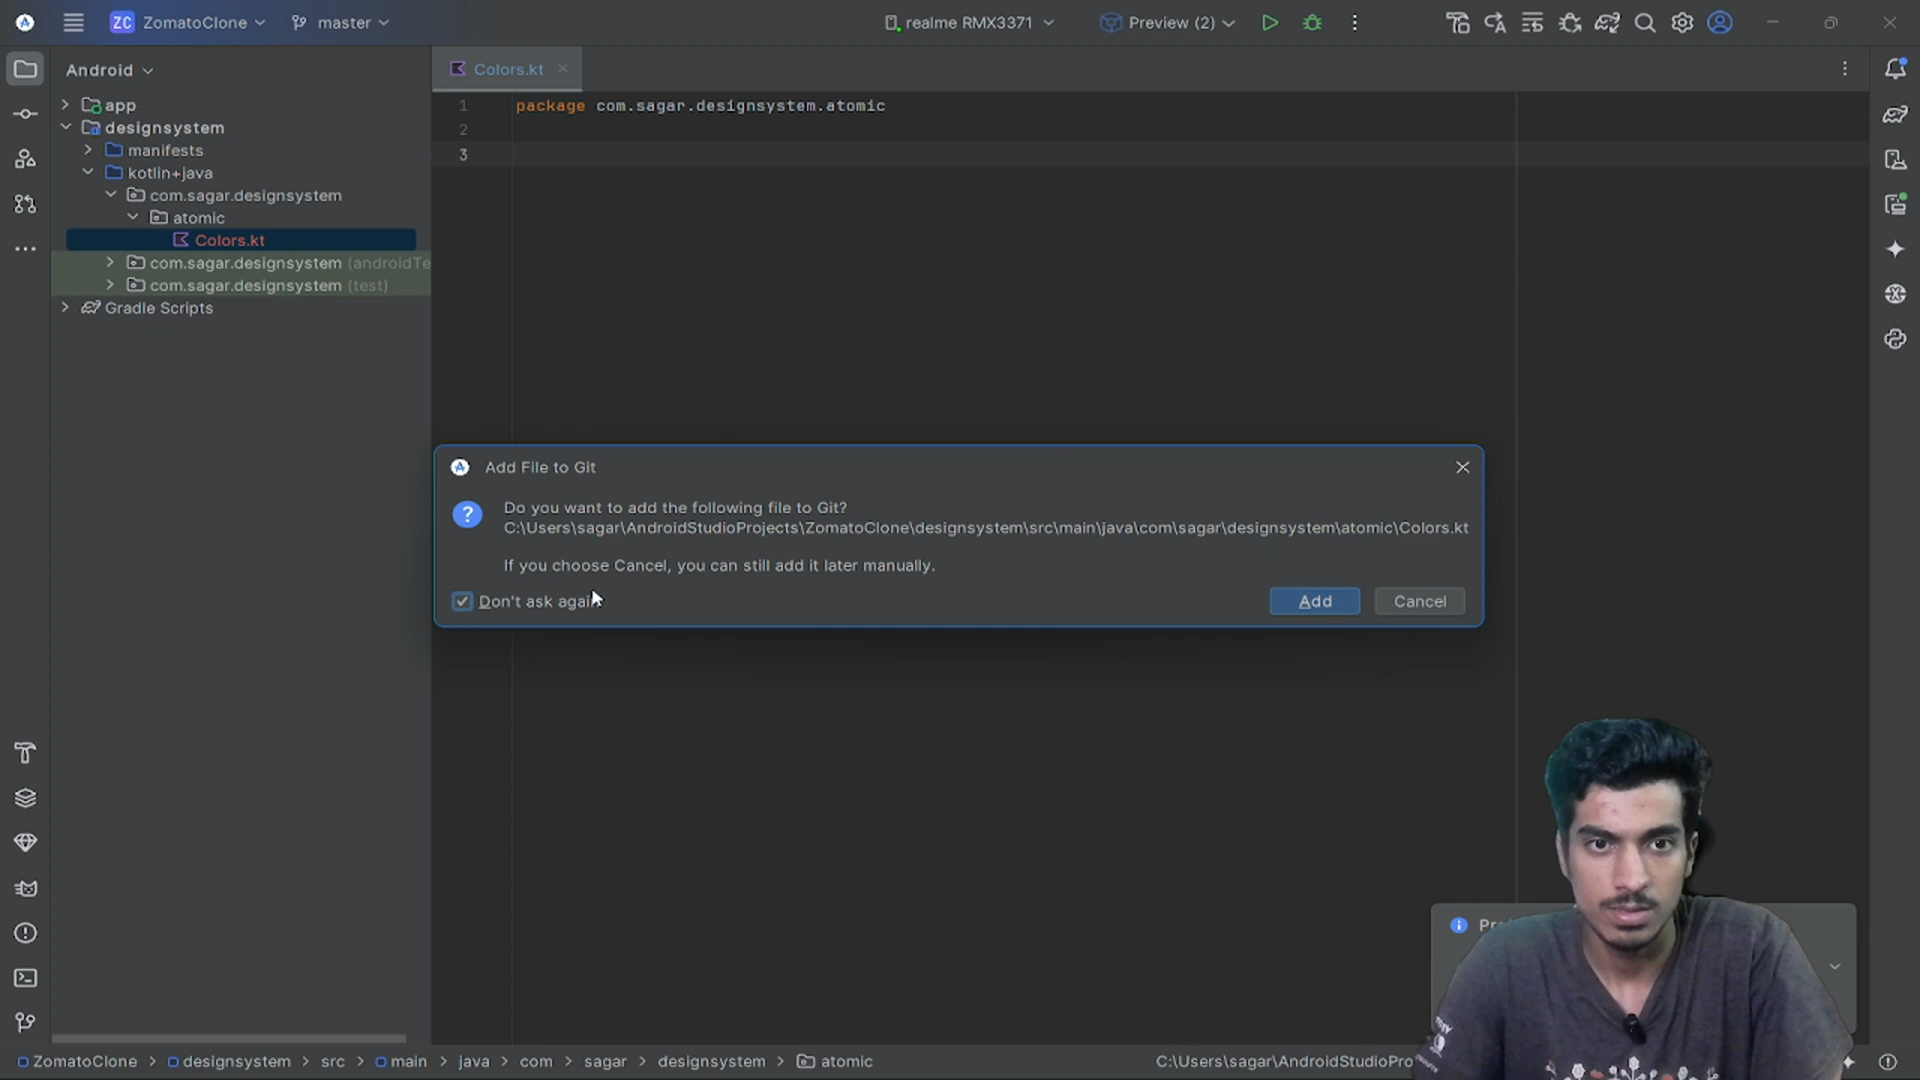 ZC ZomatoClone
master
realme RMX3371
Preview (2)
Android
app
designsystem
manifests
kotlin+java
com.sagar.designsystem
atomic
Colors.kt
com.sagar.designsystem (androidTe
com.sagar.designsystem (test)
Gradle Scripts
Colors.kt
1 package com.sagar.designsystem.atomic
2
3
Add File to Git
Do you want to add the following file to Git?
C:\Users\sagar\AndroidStudioProjects\ZomatoClone\designsystem\src\main\java\com\sagar\designsystem\atomic\Colors.kt
If you choose Cancel, you can still add it later manually.
Don't ask again
Add
Cancel
ZomatoClone > designsystem > src > main > java > com > sagar > designsystem > atomic
C:\Users\sagar\AndroidStudioPro